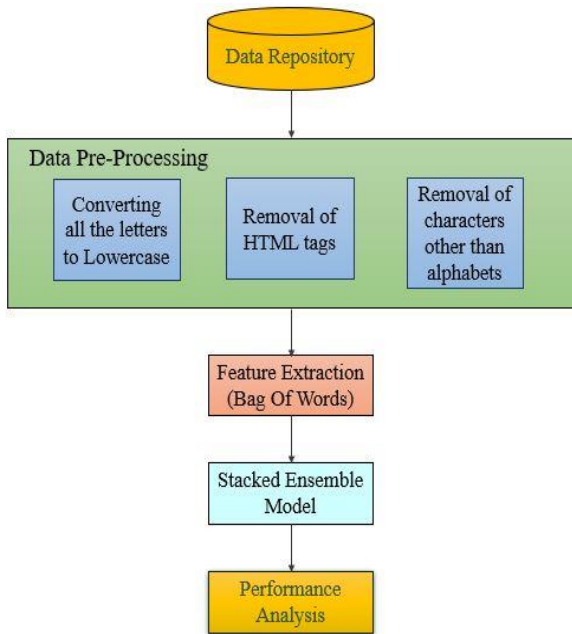 Data Repository
Data Pre-Processing
Converting
all the letters
to Lowercase
Removal of
HTML tags
Removal of
characters
other than
alphabets
Feature Extraction
(Bag Of Words)
Stacked Ensemble
Model
Performance
Analysis